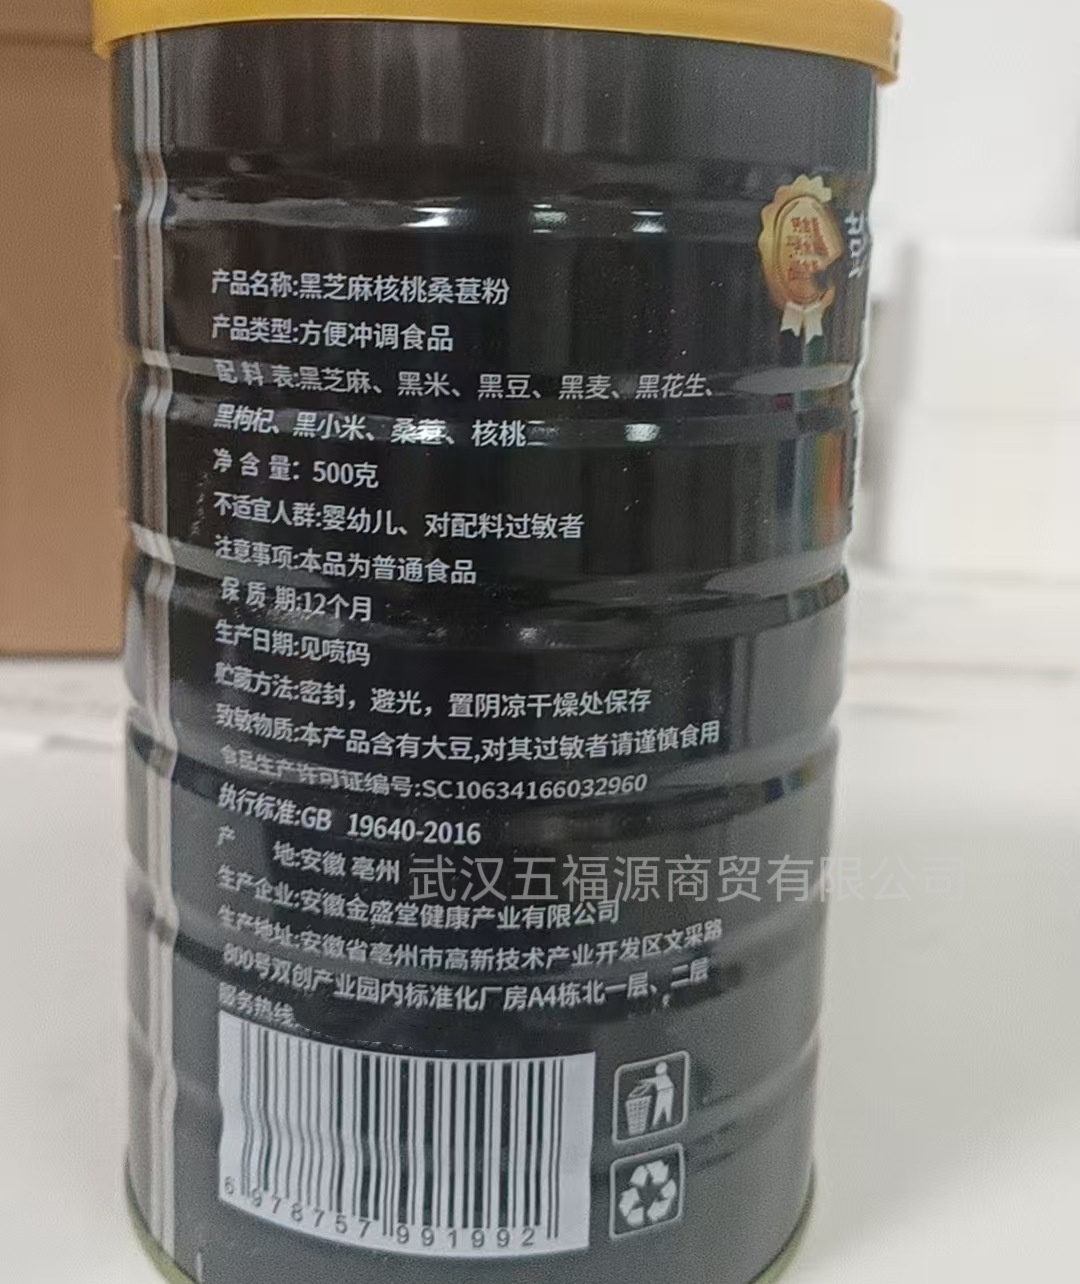 产品名称:黑芝麻核桃桑葚粉
产品类型:方便冲调食品
配料表:黑芝麻、黑米、黑豆、黑麦、黑花生、
黑枸杞、黑小米、桑葚、核桃
净含量：500克
不适宜人群:婴幼儿、对配料过敏者
注意事项:本品为普通食品
保质期:12个月
生产日期:见喷码
贮藏方法:密封，避光，置阴凉干燥处保存
致敏物质:本产品含有大豆,对其过敏者请谨慎食用
食品生产许可证编号:SC10634166032960
执行标准:GB 19640-2016
产 地:安徽 亳州
武汉五福源商贸有限公司
生产企业:安徽金盛堂健康产业有限公司
生产地址:安徽省亳州市高新技术产业开发区文采路
800号双创产业园内标准化厂房A4栋北一层、二层
服务热线
6 978757 991992